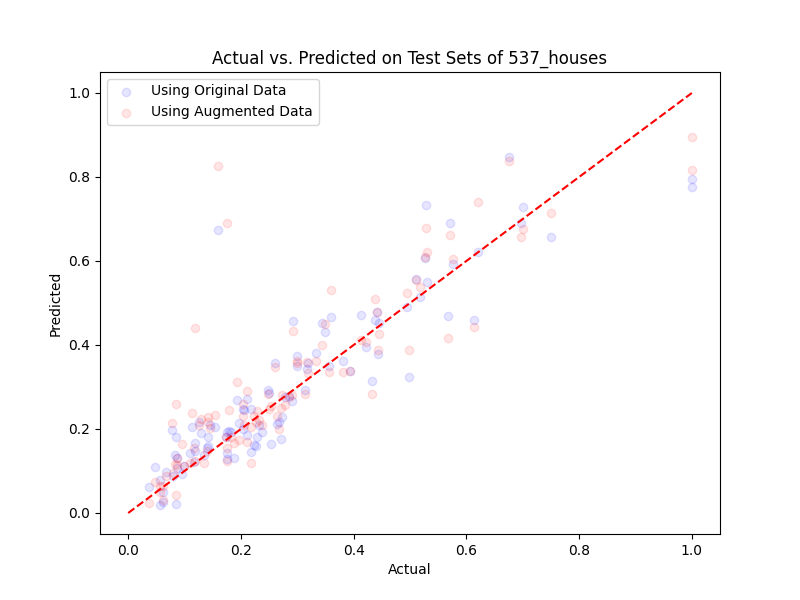 Actual vs. Predicted on Test Sets of 537_houses
Using Original Data
Using Augmented Data
1.0
0.8
0.6
0.4
0.2
0.0
Predicted
0.0 0.2 0.4 0.6 0.8 1.0
Actual